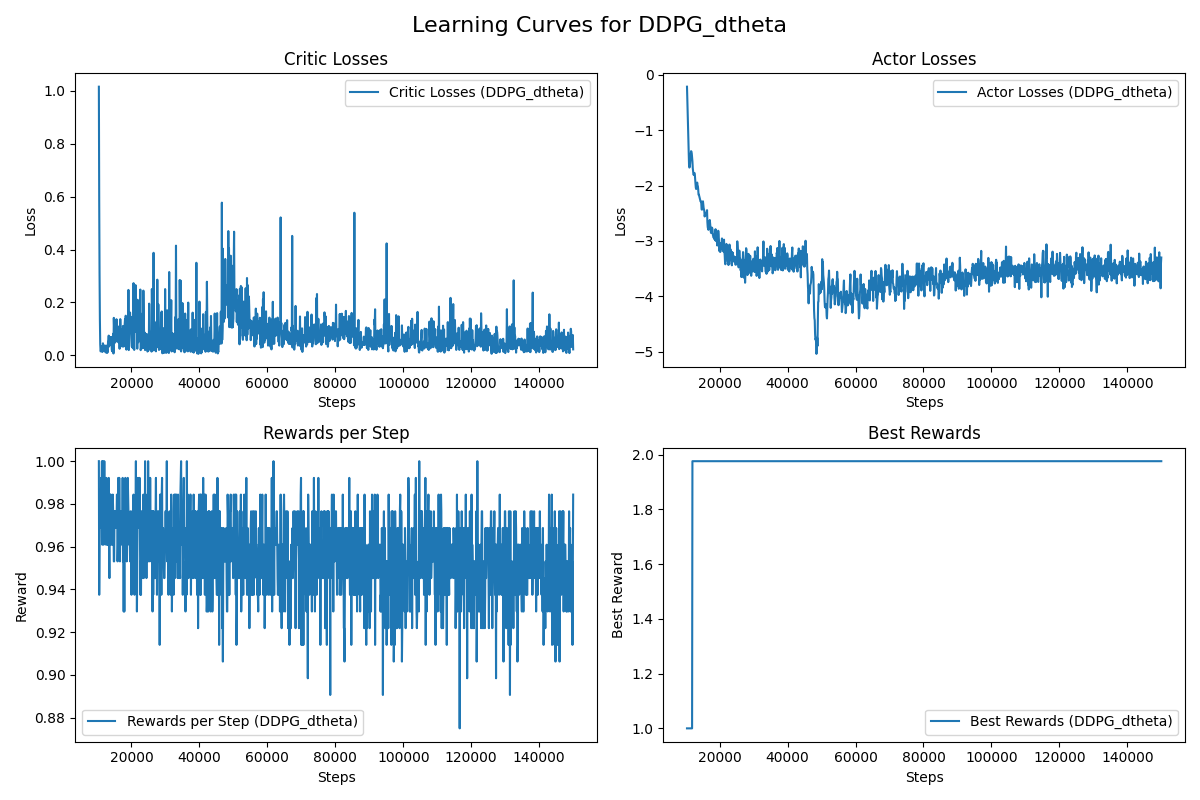 Learning Curves for DDPG_dtheta
Critic Losses
Critic Losses (DDPG_dtheta)
1.0
0.8
0.6
0.4
0.2
0.0
Loss
20000 40000 60000 80000 100000 120000 140000
Steps
Actor Losses
Actor Losses (DDPG_dtheta)
0
−1
−2
−3
−4
−5
Loss
20000 40000 60000 80000 100000 120000 140000
Steps
Rewards per Step
1.00
0.98
0.96
0.94
0.92
0.90
0.88
Reward
Rewards per Step (DDPG_dtheta)
20000 40000 60000 80000 100000 120000 140000
Steps
Best Rewards
2.0
1.8
1.6
1.4
1.2
1.0
Best Reward
Best Rewards (DDPG_dtheta)
20000 40000 60000 80000 100000 120000 140000
Steps